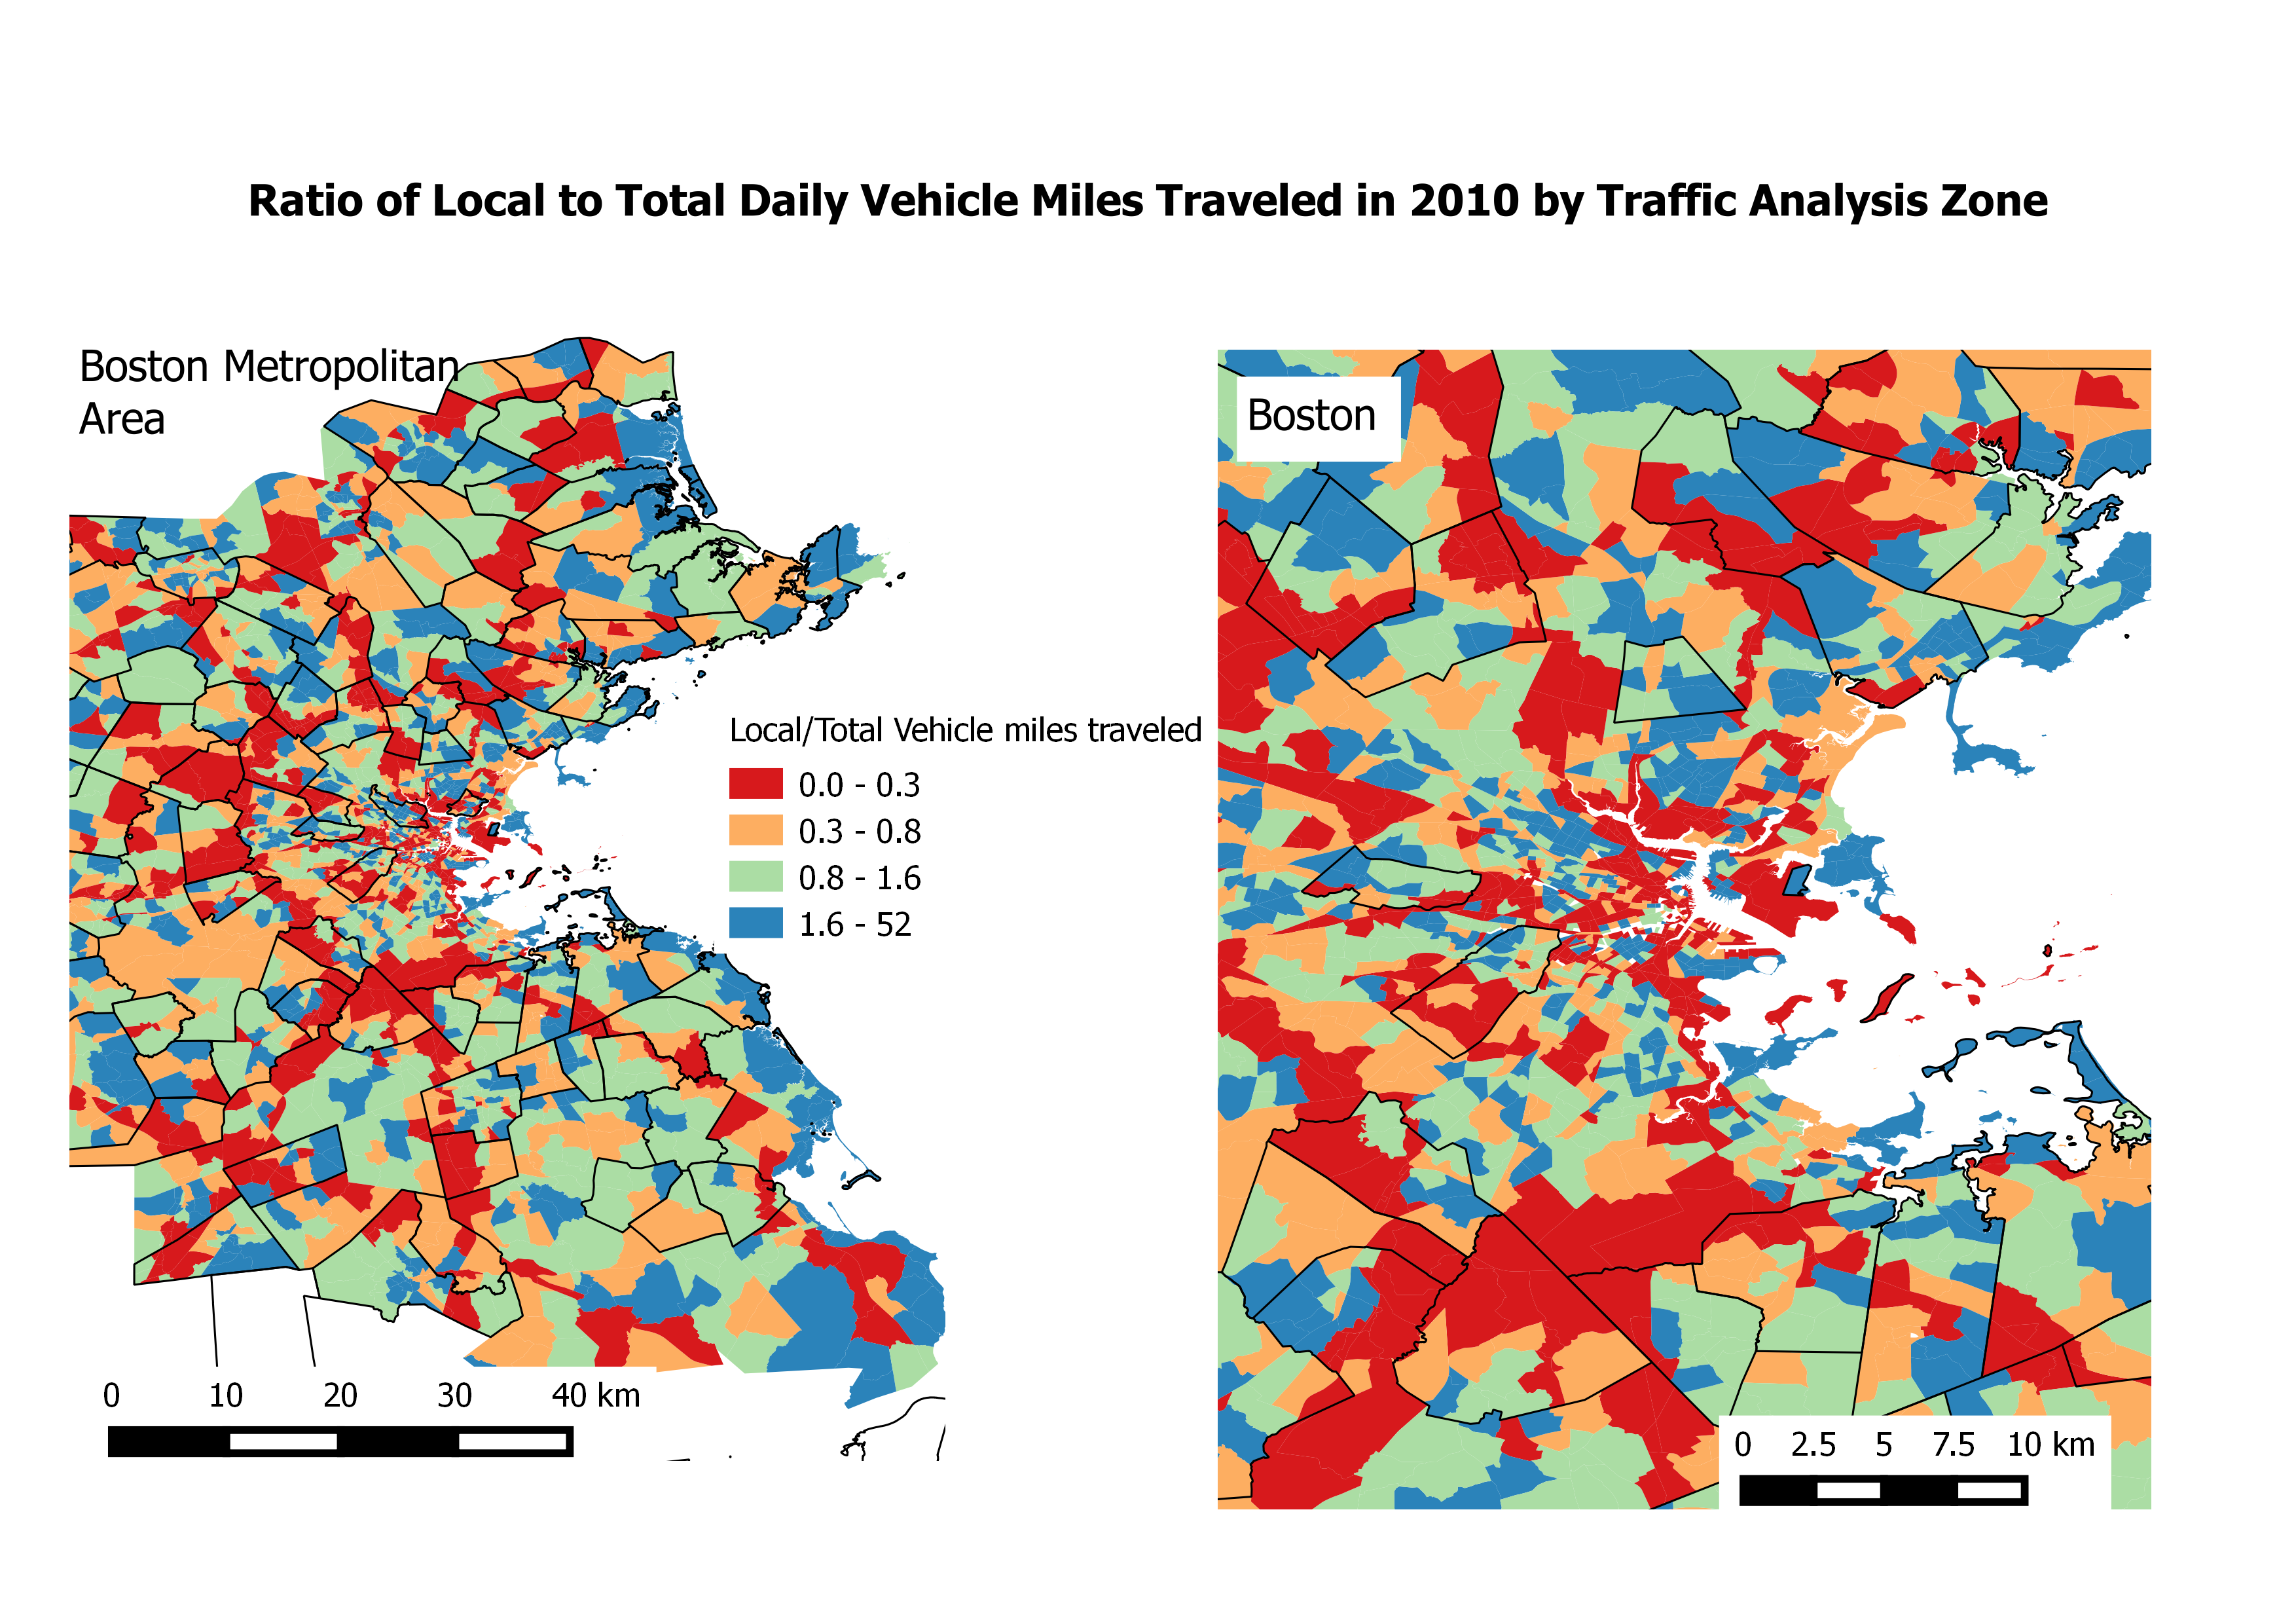 Ratio of Local to Total Daily Vehicle Miles Traveled in 2010 by Traffic Analysis Zone
Boston Metropolitan
Area
Boston
Local/Total Vehicle miles traveled
0.0 - 0.3
0.3 - 0.8
0.8 - 1.6
1.6 - 52
0 10 20 30 40 km
0 2.5 5 7.5 10 km